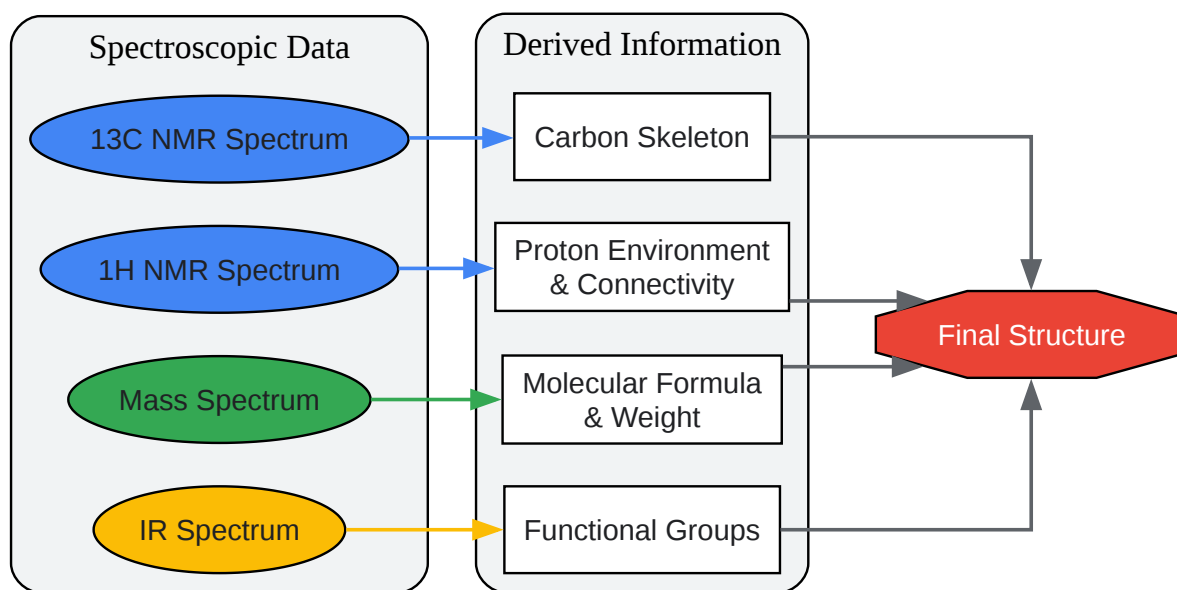 Spectroscopic Data
Derived Information
13C NMR Spectrum
Carbon Skeleton
1H NMR Spectrum
Proton Environment
& Connectivity
Final Structure
Mass Spectrum
Molecular Formula
& Weight
IR Spectrum
Functional Groups